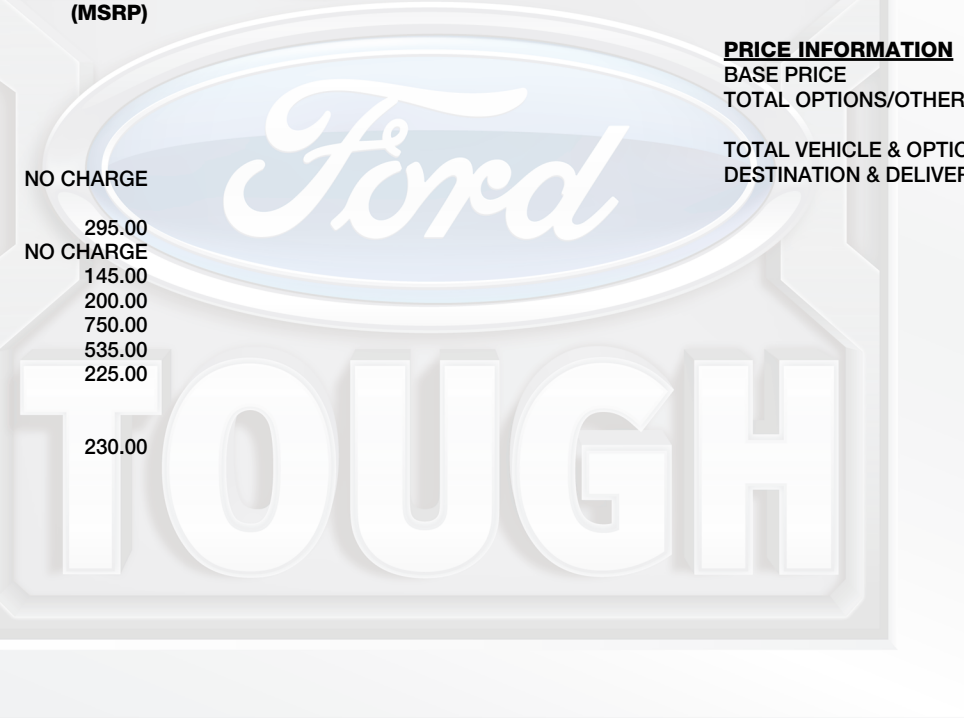 (MSRP)
NO CHARGE
295.00
NO CHARGE
145.00
200.00
750.00
535.00
225.00
230.00
PRICE INFORMATION
BASE PRICE
TOTAL OPTIONS/OTHER
TOTAL VEHICLE & OPTIO
DESTINATION & DELIVER
Ford
TOUGH